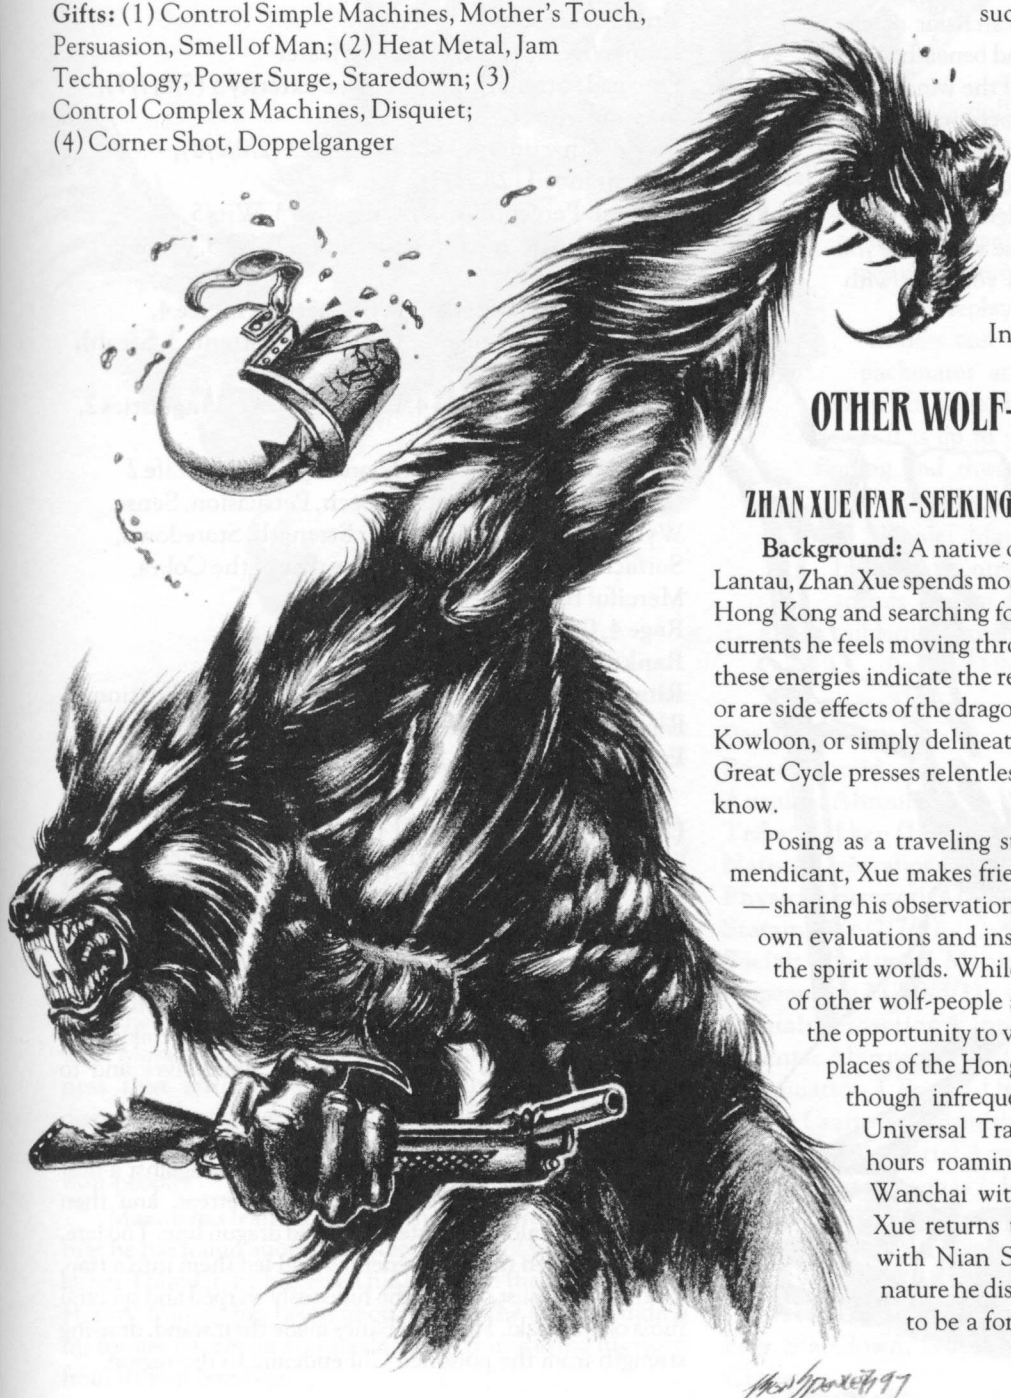 Gifts: (1) Control Simple Machines, Mother's Touch,
Persuasion, Smell of Man; (2) Heat Metal, Jam
Technology, Power Surge, Staredown; (3)
Control Complex Machines, Disquiet;
(4) Corner Shot, Doppelganger
suc
In
OTHER WOLF-
ZHAN XUE (FAR-SEEKING
Background: A native o
Lantau, Zhan Xue spends mos
Hong Kong and searching fo
currents he feels moving thro
these energies indicate the re
or are side effects of the drago
Kowloon, or simply delineat
Great Cycle presses relentles
know.
Posing as a traveling st
mendicant, Xue makes frie
— sharing his observation
own evaluations and ins
the spirit worlds. While
of other wolf-people a
the opportunity to v
places of the Hong
though infreque
Universal Tra
hours roamin
Wanchai wit
Xue returns t
with Nian S
nature he dis
to be a for
97